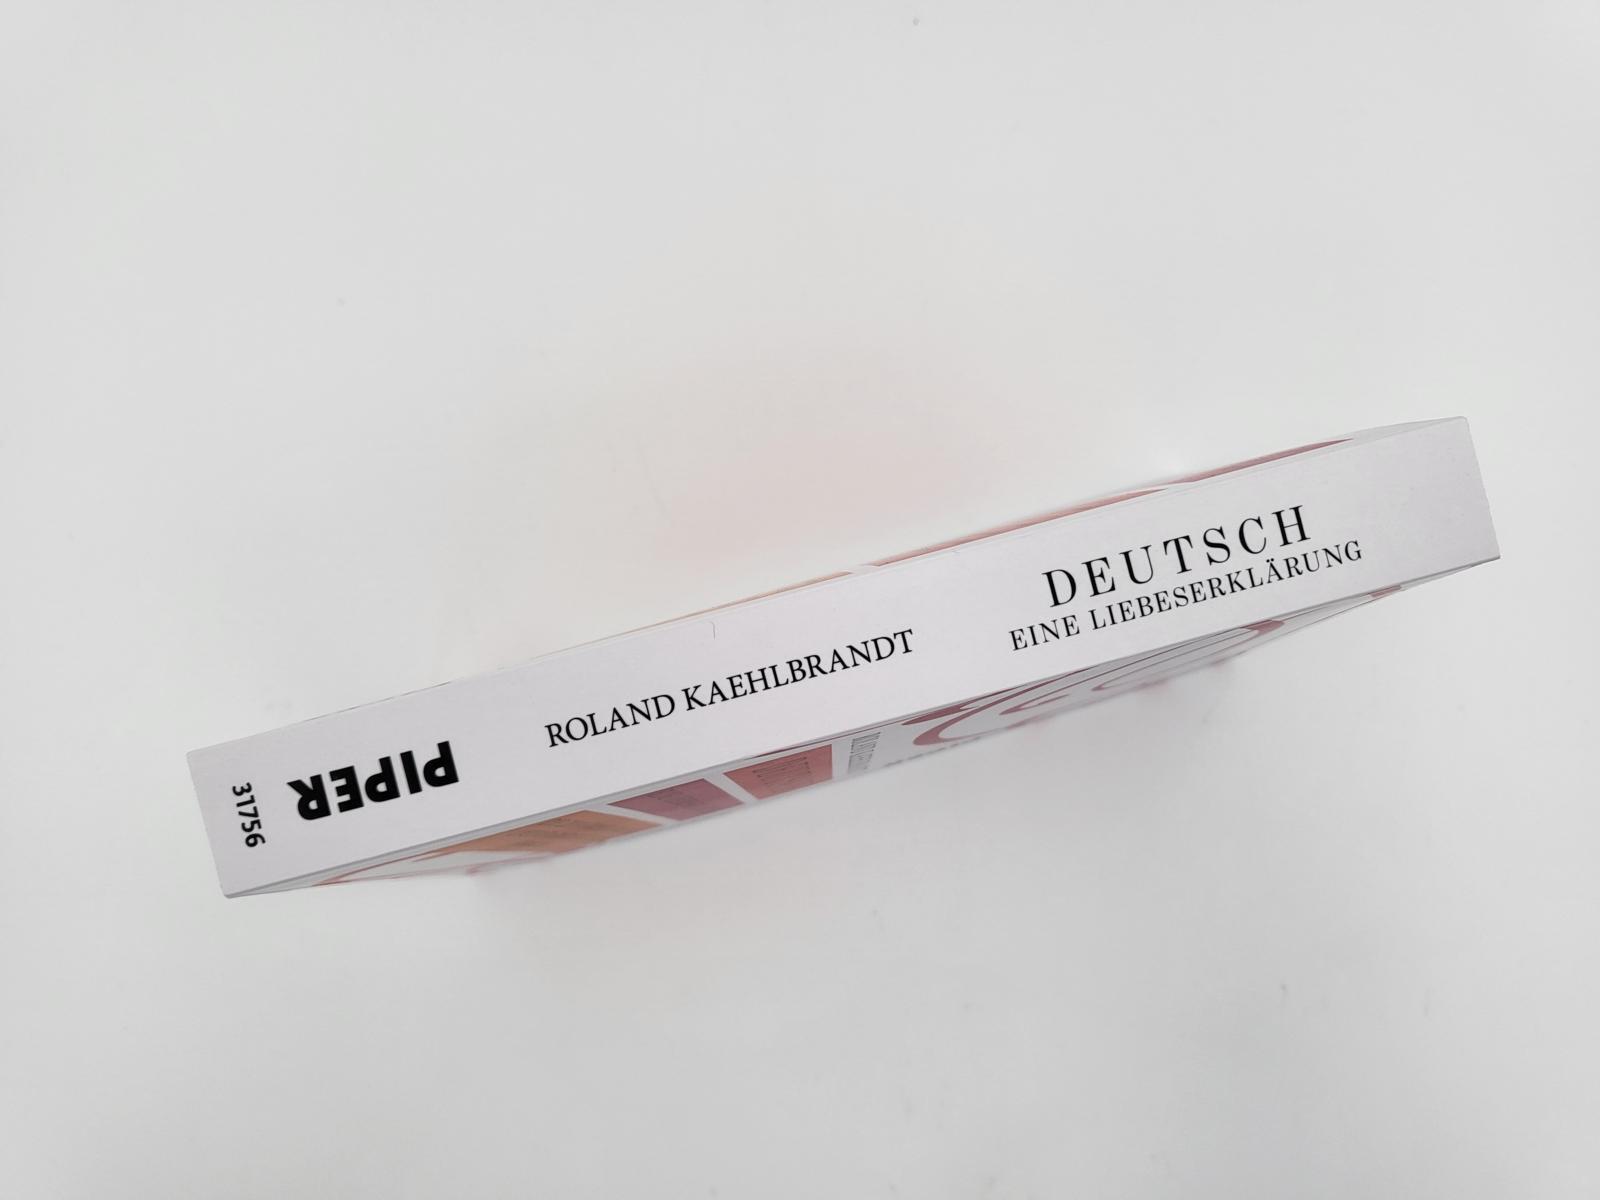 DEUTSCH
EINE LIEBESERKLÄRUNG
ROLAND KAEHLBRANDT
PIPER
31756